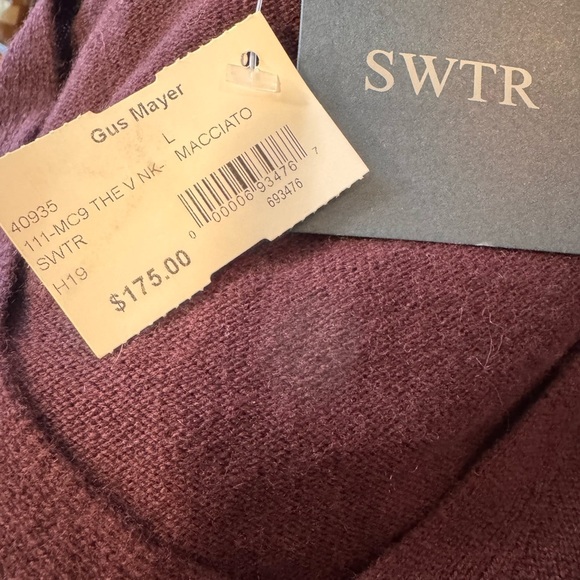 Gus Mayer
40935 L
111-MC9 THE V NK- MACCIATO
SWTR
H19
0 00006 93476 7
693476
$175.00
SWTR